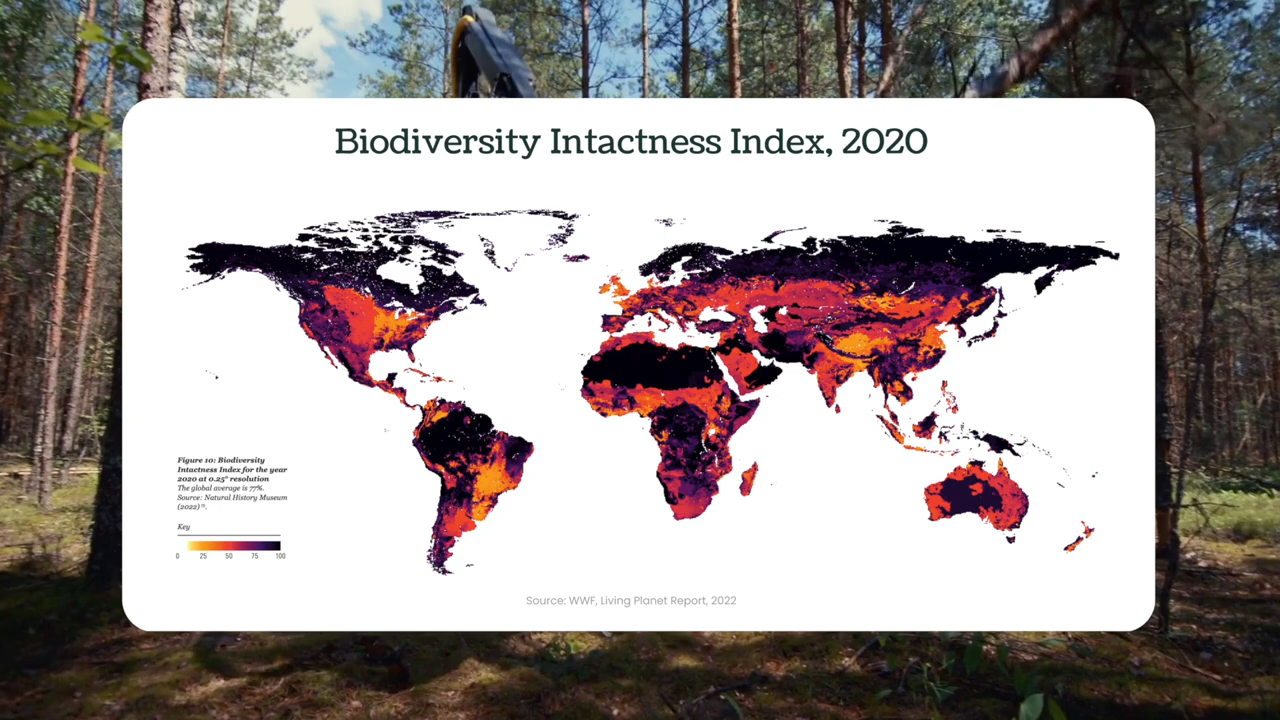 Biodiversity Intactness Index, 2020
Figure 10: Biodiversity
Intactness Index for the year
2020 at 0.25° resolution
The global average is 77%.
Source: Natural History Museum
(2022)⁷⁸.
Key
0 25 50 75 100
Source: WWF, Living Planet Report, 2022